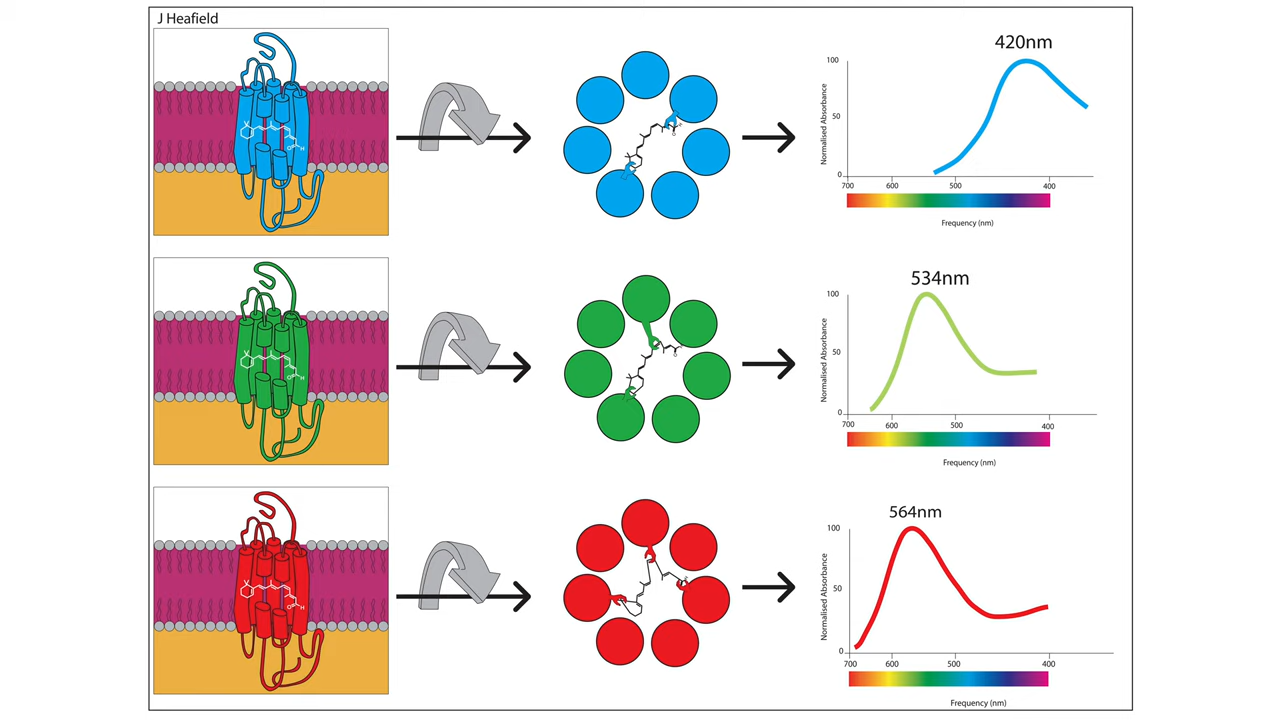 J Heafield
O H
O
420nm
Normalised Absorbance
100
50
0
700 600 500 400
Frequency (nm)
O H
O
534nm
Normalised Absorbance
100
50
0
700 600 500 400
Frequency (nm)
O H
564nm
Normalised Absorbance
100
50
0
700 600 500 400
Frequency (nm)